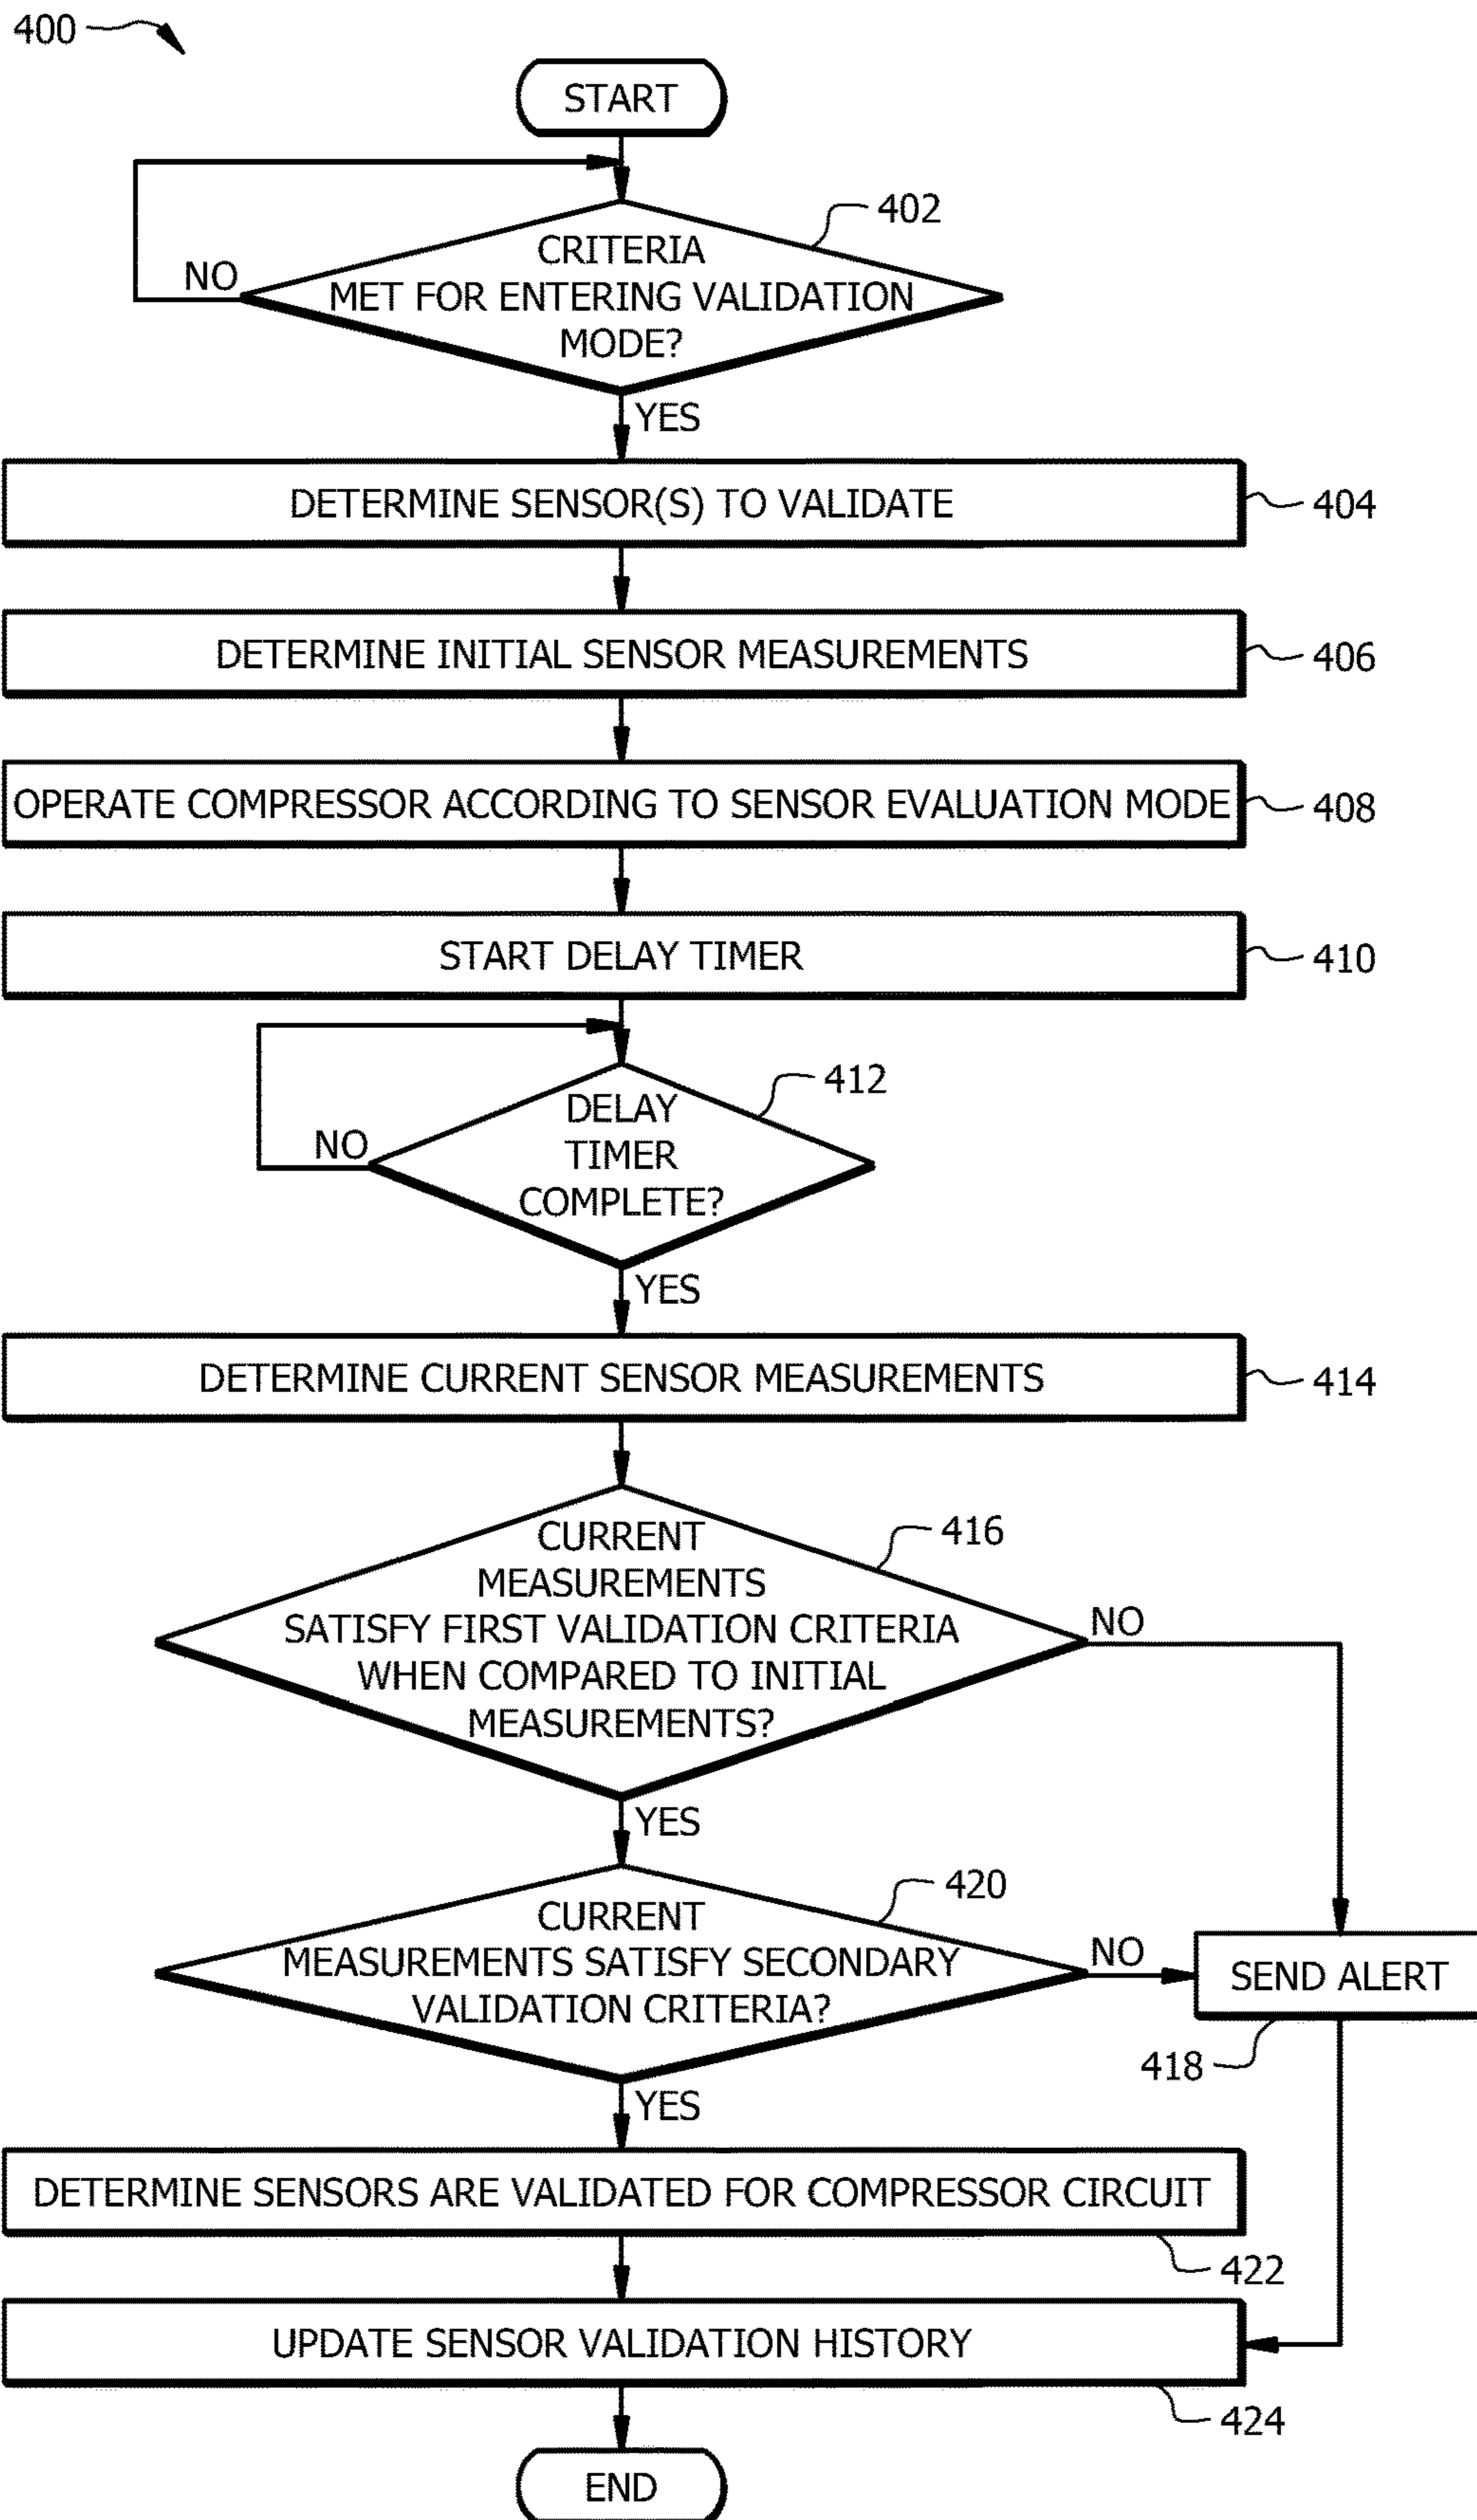 400
START
402
CRITERIA
MET FOR ENTERING VALIDATION
MODE?
NO
YES
DETERMINE SENSOR(S) TO VALIDATE
404
DETERMINE INITIAL SENSOR MEASUREMENTS
406
OPERATE COMPRESSOR ACCORDING TO SENSOR EVALUATION MODE
408
START DELAY TIMER
410
412
DELAY
TIMER
COMPLETE?
NO
YES
DETERMINE CURRENT SENSOR MEASUREMENTS
414
416
CURRENT
MEASUREMENTS
SATISFY FIRST VALIDATION CRITERIA
WHEN COMPARED TO INITIAL
MEASUREMENTS?
NO
YES
420
CURRENT
MEASUREMENTS SATISFY SECONDARY
VALIDATION CRITERIA?
NO
SEND ALERT
418
YES
DETERMINE SENSORS ARE VALIDATED FOR COMPRESSOR CIRCUIT
422
UPDATE SENSOR VALIDATION HISTORY
424
END